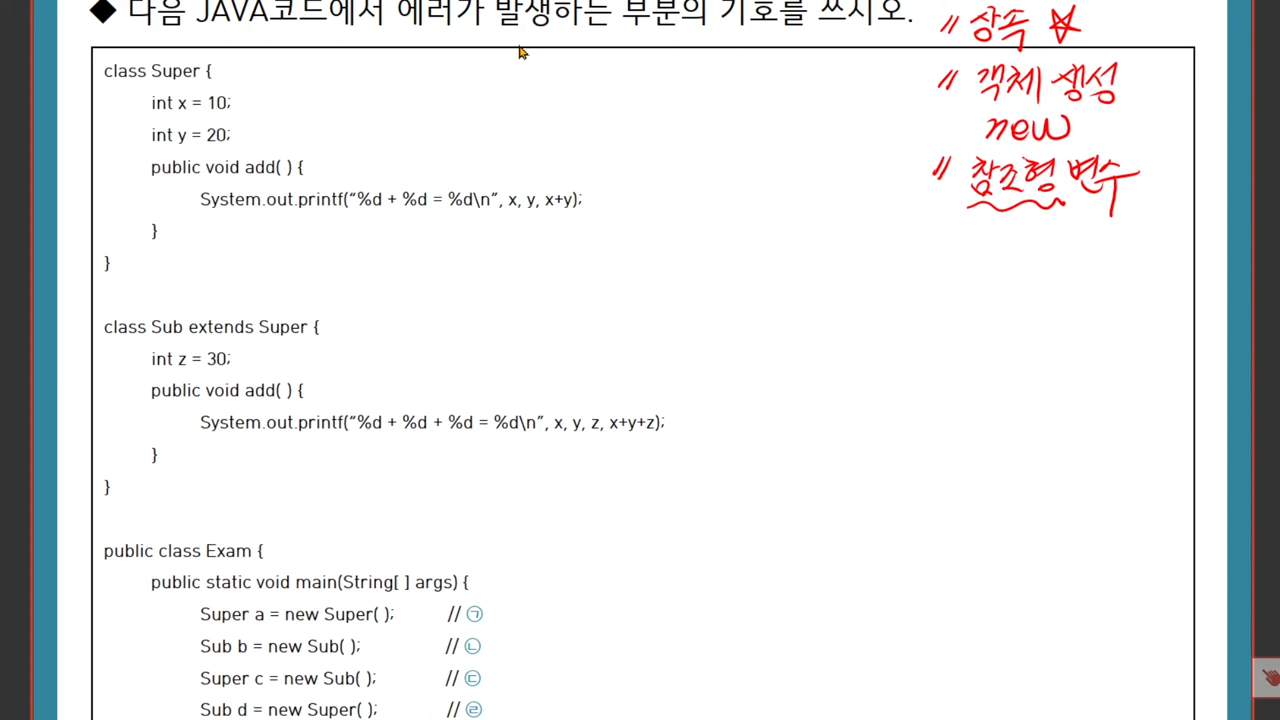 ◆ 다음 JAVA코드에서 에러가 발생하는 부분의 기호를 쓰시오.
〃 상속 ☆
〃 객체 생성
new
〃 참조형 변수
class Super {
int x = 10;
int y = 20;
public void add( ) {
System.out.printf(“%d + %d = %d\n”, x, y, x+y);
}
}
class Sub extends Super {
int z = 30;
public void add( ) {
System.out.printf(“%d + %d + %d = %d\n”, x, y, z, x+y+z);
}
}
public class Exam {
public static void main(String[ ] args) {
Super a = new Super( ); // ㉠
Sub b = new Sub( ); // ㉡
Super c = new Sub( ); // ㉢
Sub d = new Super( ); // ㉣